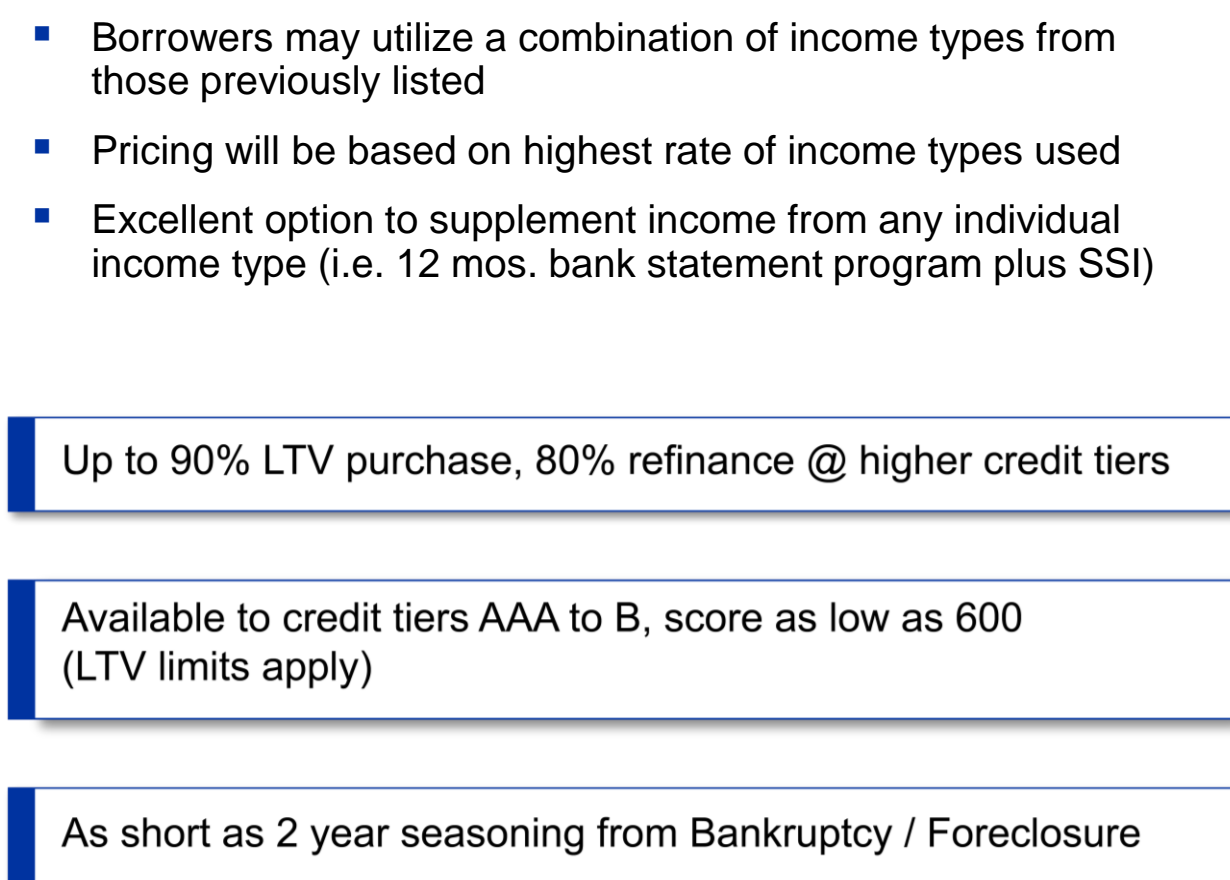 Borrowers may utilize a combination of income types from
those previously listed
Pricing will be based on highest rate of income types used
Excellent option to supplement income from any individual
income type (i.e. 12 mos. bank statement program plus SSI)
Up to 90% LTV purchase, 80% refinance @ higher credit tiers
Available to credit tiers AAA to B, score as low as 600
(LTV limits apply)
As short as 2 year seasoning from Bankruptcy / Foreclosure